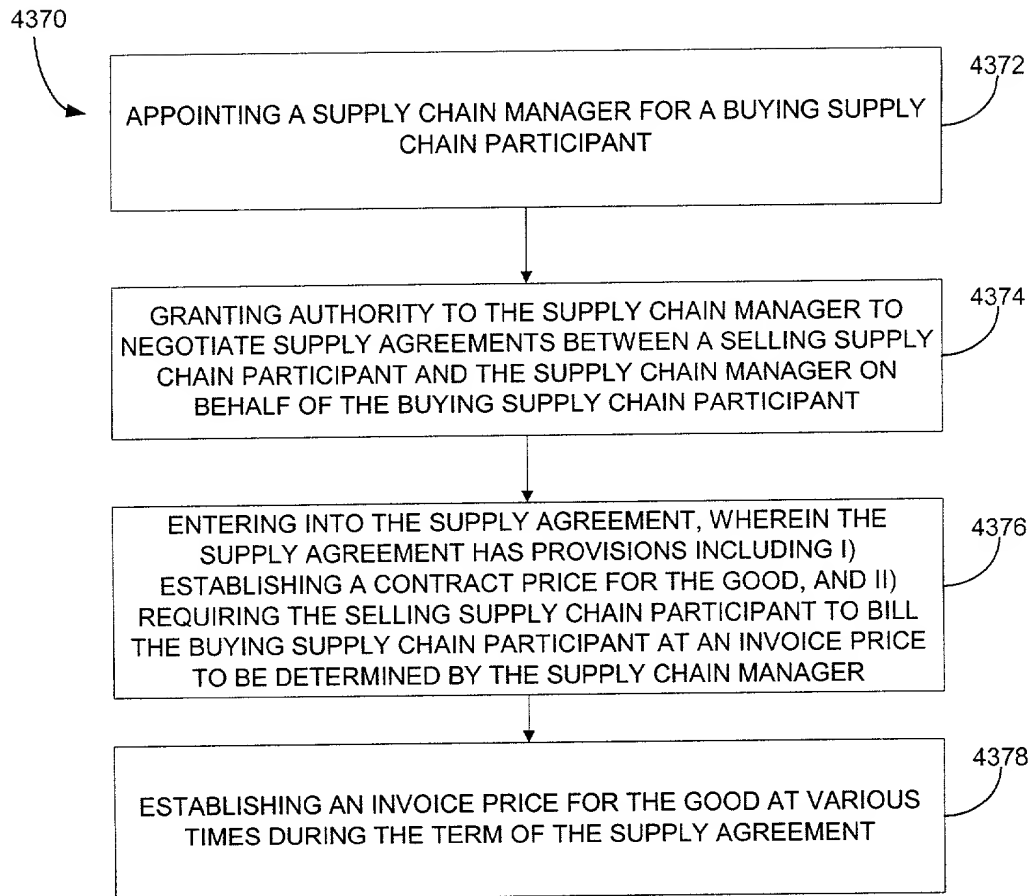 4370
4372
APPOINTING A SUPPLY CHAIN MANAGER FOR A BUYING SUPPLY
CHAIN PARTICIPANT
4374
GRANTING AUTHORITY TO THE SUPPLY CHAIN MANAGER TO
NEGOTIATE SUPPLY AGREEMENTS BETWEEN A SELLING SUPPLY
CHAIN PARTICIPANT AND THE SUPPLY CHAIN MANAGER ON
BEHALF OF THE BUYING SUPPLY CHAIN PARTICIPANT
4376
ENTERING INTO THE SUPPLY AGREEMENT, WHEREIN THE
SUPPLY AGREEMENT HAS PROVISIONS INCLUDING I)
ESTABLISHING A CONTRACT PRICE FOR THE GOOD, AND II)
REQUIRING THE SELLING SUPPLY CHAIN PARTICIPANT TO BILL
THE BUYING SUPPLY CHAIN PARTICIPANT AT AN INVOICE PRICE
TO BE DETERMINED BY THE SUPPLY CHAIN MANAGER
4378
ESTABLISHING AN INVOICE PRICE FOR THE GOOD AT VARIOUS
TIMES DURING THE TERM OF THE SUPPLY AGREEMENT